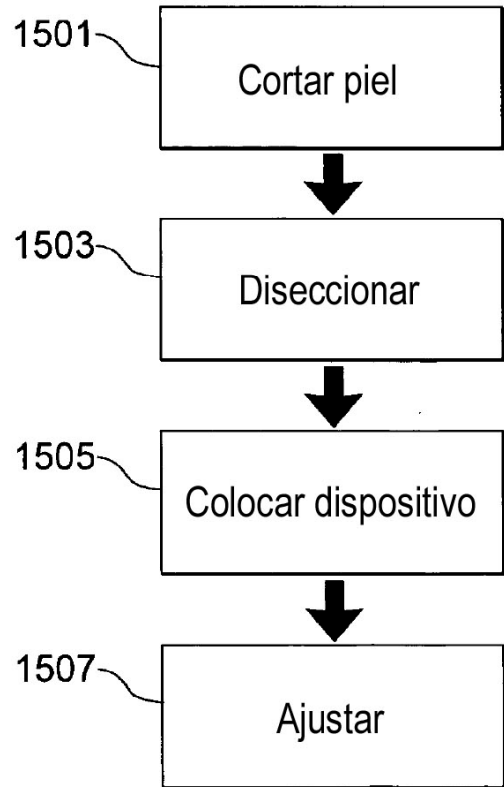 1501
Cortar piel
1503
Diseccionar
1505
Colocar dispositivo
1507
Ajustar